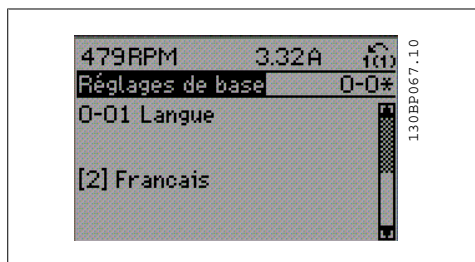 479RPM 3.32A 1(1)
Réglages de base 0-0*
0-01 Langue
[2] Francais
130BP067.10